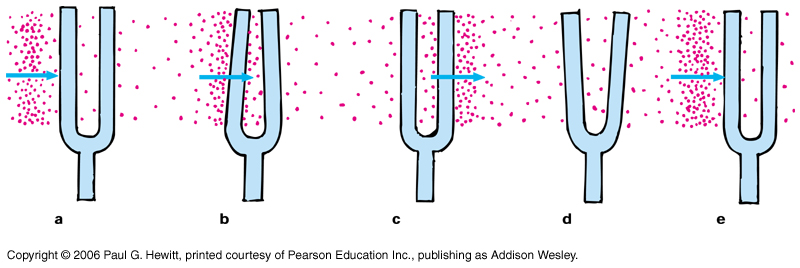 a b c d e
Copyright © 2006 Paul G. Hewitt, printed courtesy of Pearson Education Inc., publishing as Addison Wesley.